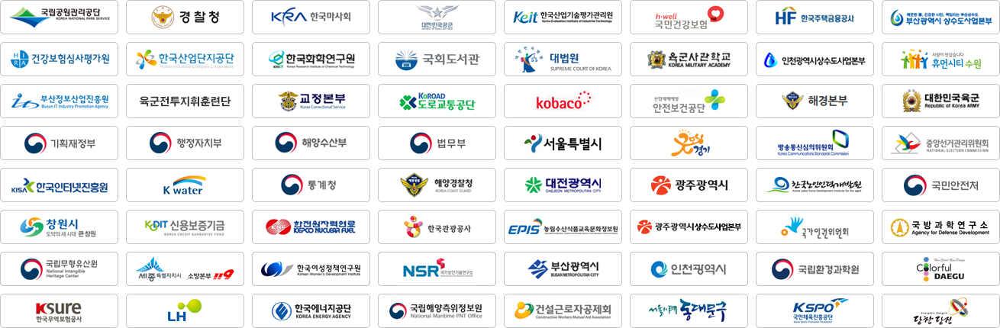 국립공원관리공단
KOREA NATIONAL PARK SERVICE
경찰청
KRA 한국마사회
대한민국공군
REPUBLIC OF KOREA AIR FORCE
Keit 한국산업기술평가관리원
Korea Evaluation Institute of Industrial Technology
h·well
국민건강보험
HF 한국주택금융공사
깨끗한 물, 건강한 시민, 책임지는 부산상수도
부산광역시 상수도사업본부
HIRA 건강보험심사평가원
한국산업단지공단
Korea Industrial Complex Corporation
KRICT 한국화학연구원
Korea Research Institute of Chemical Technology
국회도서관
대한민국법원
대법원
SUPREME COURT OF KOREA
육군사관학교
KOREA MILITARY ACADEMY
인천광역시상수도사업본부
사람이 반갑습니다
휴먼시티 수원
부산정보산업진흥원
Busan IT Industry Promotion Agency
육군전투지휘훈련단
교정본부
Korea Correctional Service
KoROAD
도로교통공단
kobaco
산업재해예방
안전보건공단
해경본부
대한민국육군
Republic of Korea ARMY
기획재정부
행정자치부
해양수산부
법무부
서울특별시
경기
방송통신심의위원회
Korea Communications Standards Commission
중앙선거관리위원회
NATIONAL ELECTION COMMISSION
KISA 한국인터넷진흥원
K water
통계청
해양경찰청
KOREA COAST GUARD
대전광역시
DAEJEON METROPOLITAN CITY
광주광역시
한국노인인력개발원
Korea Labor Force Development Institute for the aged
국민안전처
창원시
도약의 새 시대 큰 창원
KODIT 신용보증기금
KOREA CREDIT GUARANTEE FUND
KNF 한전원자력연료
KEPCO NUCLEAR FUEL
한국관광공사
EPIS 농림수산식품교육문화정보원
광주광역시상수도사업본부
국가인권위원회
국방과학연구소
Agency for Defense Development
국립무형유산원
National Intangible
Heritage Center
세종특별자치시 소방본부 119
한국여성정책연구원
Korean Women's Development Institute
NSR 국가보안기술연구소
부산광역시
BUSAN METROPOLITAN CITY
인천광역시
국립환경과학원
Colorful
DAEGU
Ksure
한국무역보험공사
LH
한국에너지공단
KOREA ENERGY AGENCY
국립해양측위정보원
National Maritime PNT Office
건설근로자공제회
Construction Workers Mutual Aid Association
서울의門 동대문구
KSPO
국민체육진흥공단
Korea Sports Promotion Foundation
Energetic Dangjin
당찬 당진